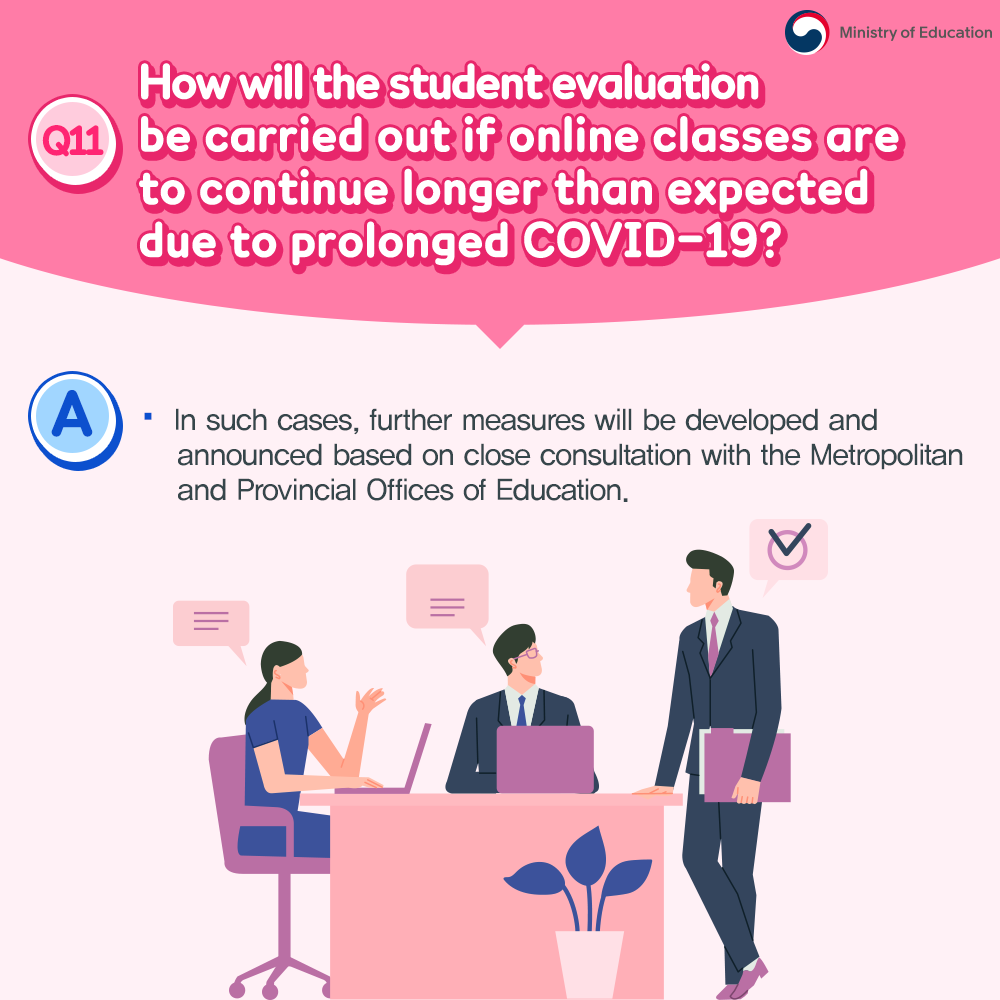 Ministry of Education
Q11
How will the student evaluation
be carried out if online classes are
to continue longer than expected
due to prolonged COVID-19?
A
▪ In such cases, further measures will be developed and
announced based on close consultation with the Metropolitan
and Provincial Offices of Education.